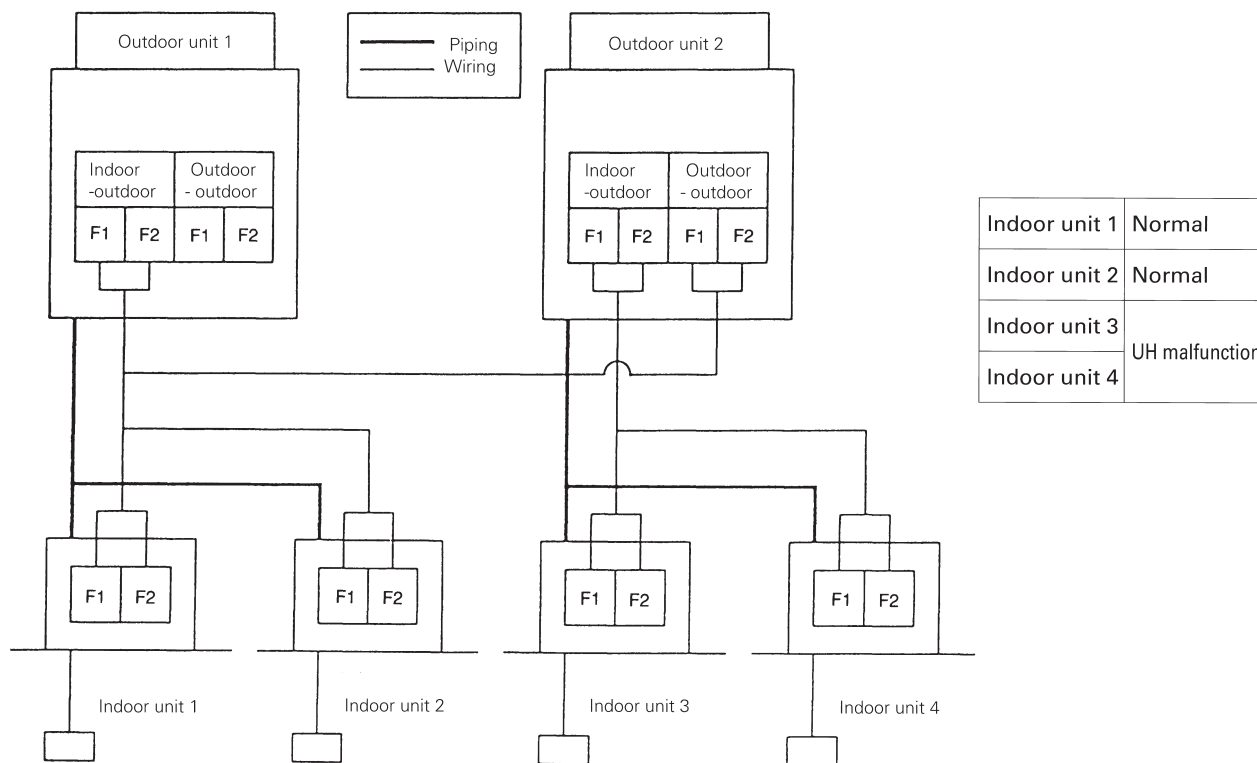 Outdoor unit 1
Piping
Wiring
Outdoor unit 2
Indoor
-outdoor
Outdoor
- outdoor
F1 F2 F1 F2
Indoor
-outdoor
Outdoor
- outdoor
F1 F2 F1 F2
Indoor unit 1 Normal
Indoor unit 2 Normal
Indoor unit 3
UH malfunction
Indoor unit 4
F1 F2
F1 F2
F1 F2
F1 F2
Indoor unit 1
Indoor unit 2
Indoor unit 3
Indoor unit 4